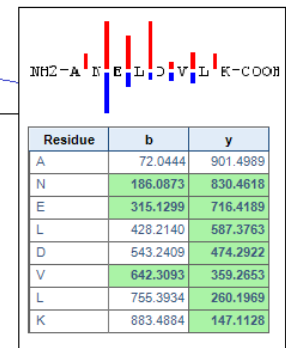 NH2-A N E L D V L K-COOH
Residue b y
A 72.0444 901.4989
N 186.0873 830.4618
E 315.1299 716.4189
L 428.2140 587.3763
D 543.2409 474.2922
V 642.3093 359.2653
L 755.3934 260.1969
K 883.4884 147.1128